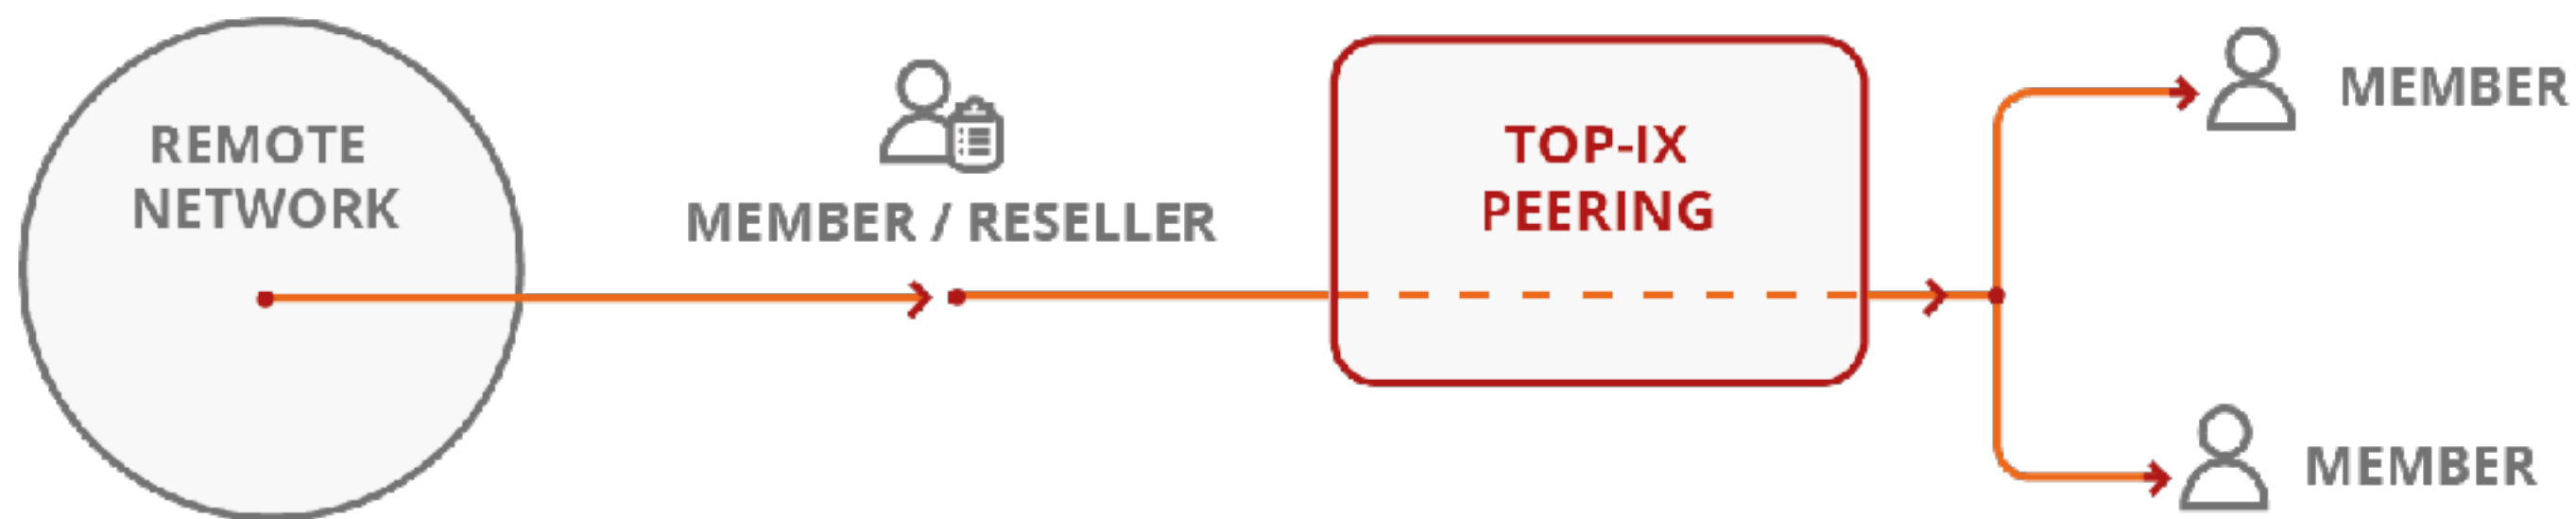 REMOTE
NETWORK
MEMBER / RESELLER
TOP-IX
PEERING
MEMBER
MEMBER